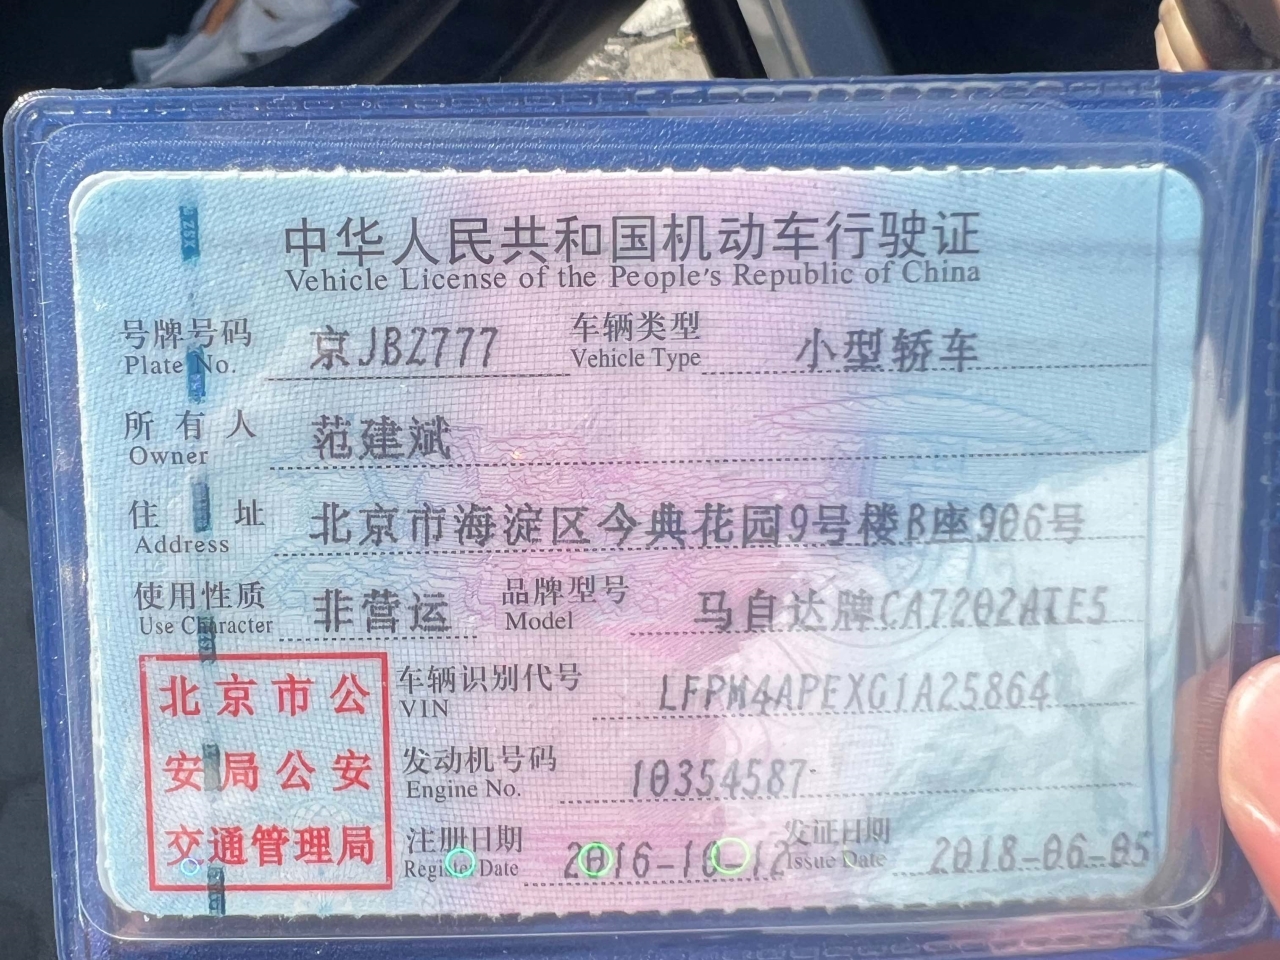 中华人民共和国机动车行驶证
Vehicle License of the People's Republic of China
号牌号码 京JBZ777 车辆类型 小型轿车
Plate No. Vehicle Type
所有人 范建斌
Owner
住址 北京市海淀区今典花园9号楼B座906号
Address
使用性质 非营运 品牌型号 马自达牌CA7202ATE5
Use Character Model
车辆识别代号 LFPM4APEXG1A25864
VIN
发动机号码 10354587
Engine No.
注册日期 2016-10-12 发证日期 2018-06-05
Register Date Issue Date
北京市公
安局公安
交通管理局